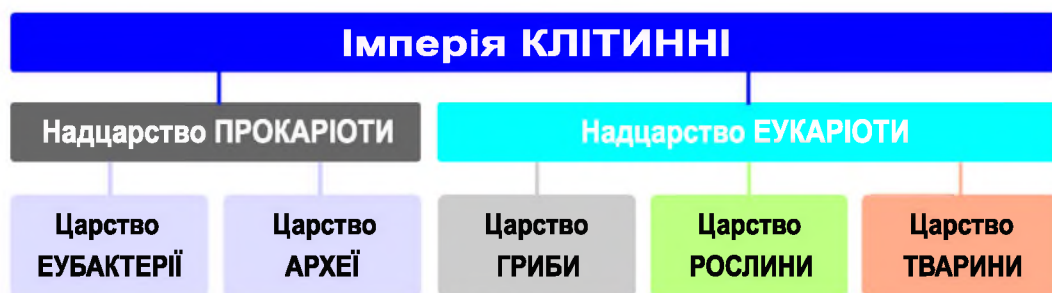 Імперія КЛІТИННІ
Надцарство ПРОКАРІОТИ
Надцарство ЕУКАРІОТИ
Царство
ЕУБАКТЕРІЇ
Царство
АРХЕЇ
Царство
ГРИБИ
Царство
РОСЛИНИ
Царство
ТВАРИНИ